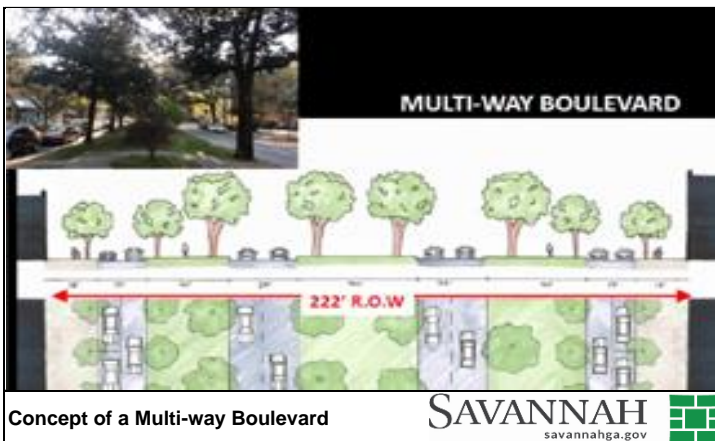 MULTI-WAY BOULEVARD
222' R.O.W
Concept of a Multi-way Boulevard
SAVANNAH
savannahga.gov